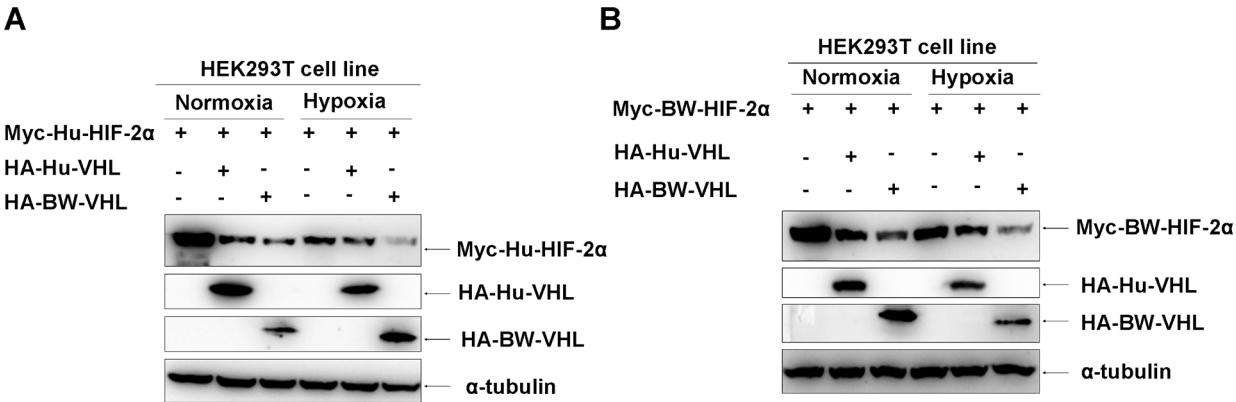 A
HEK293T cell line
Normoxia Hypoxia
Myc-Hu-HIF-2α + + + + + +
HA-Hu-VHL - + - - + -
HA-BW-VHL - - + - - +
Myc-Hu-HIF-2α
HA-Hu-VHL
HA-BW-VHL
α-tubulin
B
HEK293T cell line
Normoxia Hypoxia
Myc-BW-HIF-2α + + + + + +
HA-Hu-VHL - + - - + -
HA-BW-VHL - - + - - +
Myc-BW-HIF-2α
HA-Hu-VHL
HA-BW-VHL
α-tubulin